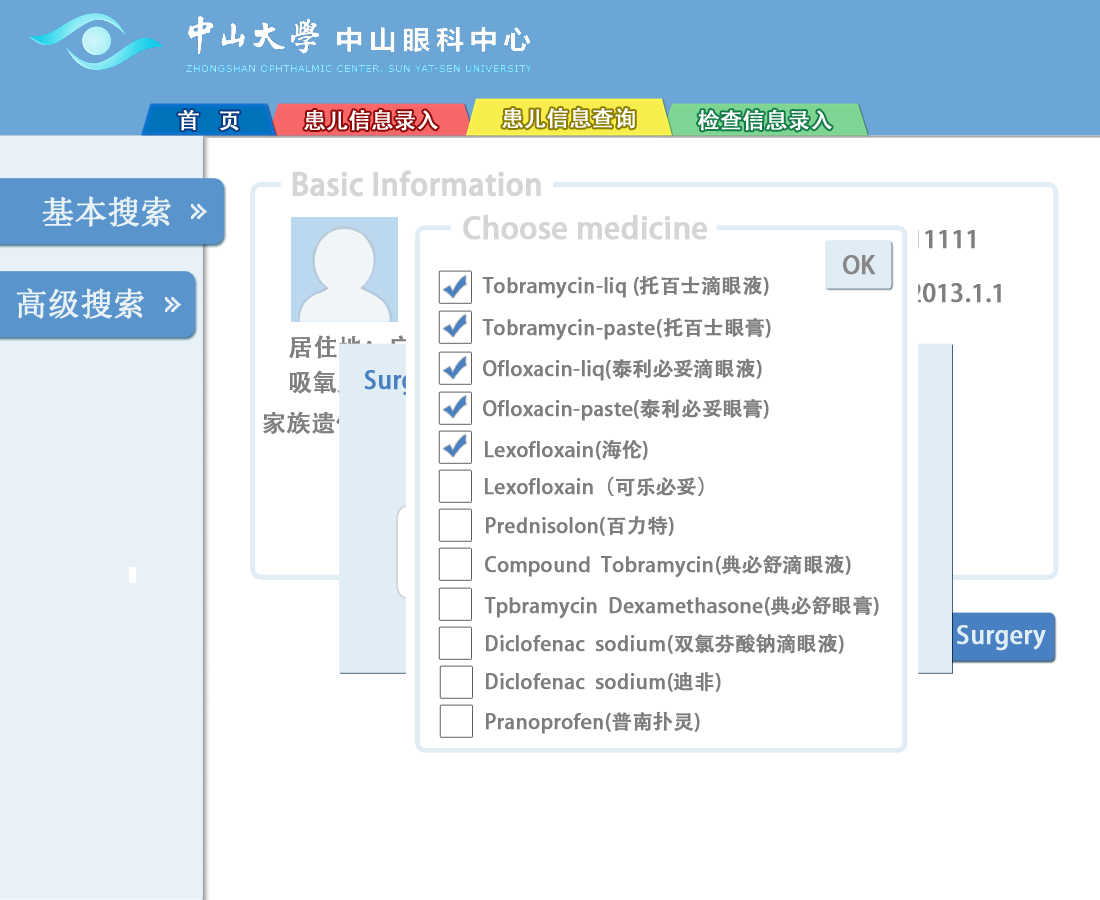 中山大學 中山眼科中心
ZHONGSHAN OPHTHALMIC CENTER, SUN YAT-SEN UNIVERSITY
首 页
患儿信息录入
患儿信息查询
检查信息录入
基本搜索 »
高级搜索 »
Basic Information
Choose medicine
OK
11111
2013.1.1
居住地：
吸氧
家族遗
Surg
Tobramycin-liq (托百士滴眼液)
Tobramycin-paste(托百士眼膏)
Ofloxacin-liq(泰利必妥滴眼液)
Ofloxacin-paste(泰利必妥眼膏)
Lexofloxain(海伦)
Lexofloxain（可乐必妥）
Prednisolon(百力特)
Compound Tobramycin(典必舒滴眼液)
Tpbramycin Dexamethasone(典必舒眼膏)
Diclofenac sodium(双氯芬酸钠滴眼液)
Diclofenac sodium(迪非)
Pranoprofen(普南扑灵)
Surgery